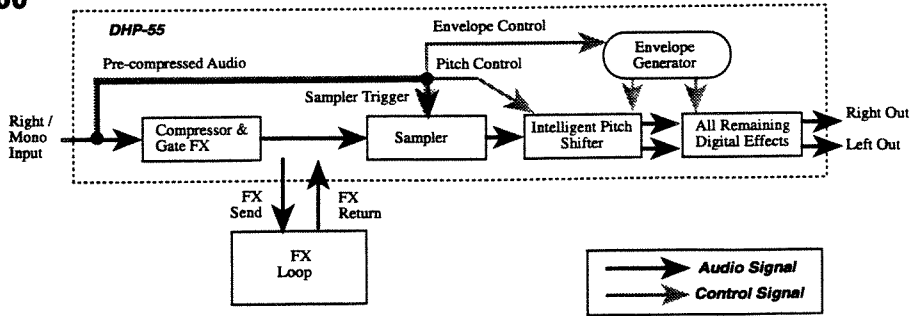 DHP-55
Envelope Control
Envelope
Generator
Pre-compressed Audio
Pitch Control
Sampler Trigger
Right /
Mono
Input
Compressor &
Gate FX
Sampler
Intelligent Pitch
Shifter
All Remaining
Digital Effects
Right Out
Left Out
FX
Send
FX
Return
FX
Loop
Audio Signal
Control Signal